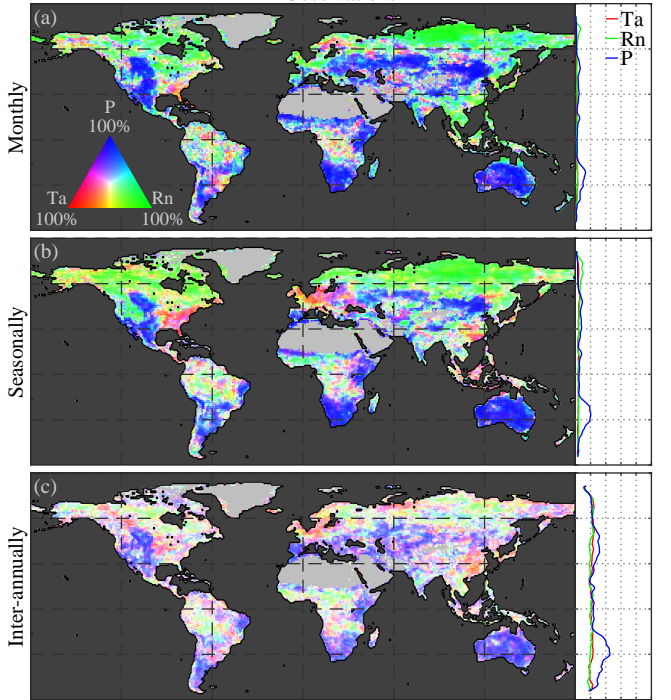 (a)
Ta
Rn
P
Monthly
P
100%
Ta
Rn
100%
100%
(b)
Seasonally
(c)
Inter-annually